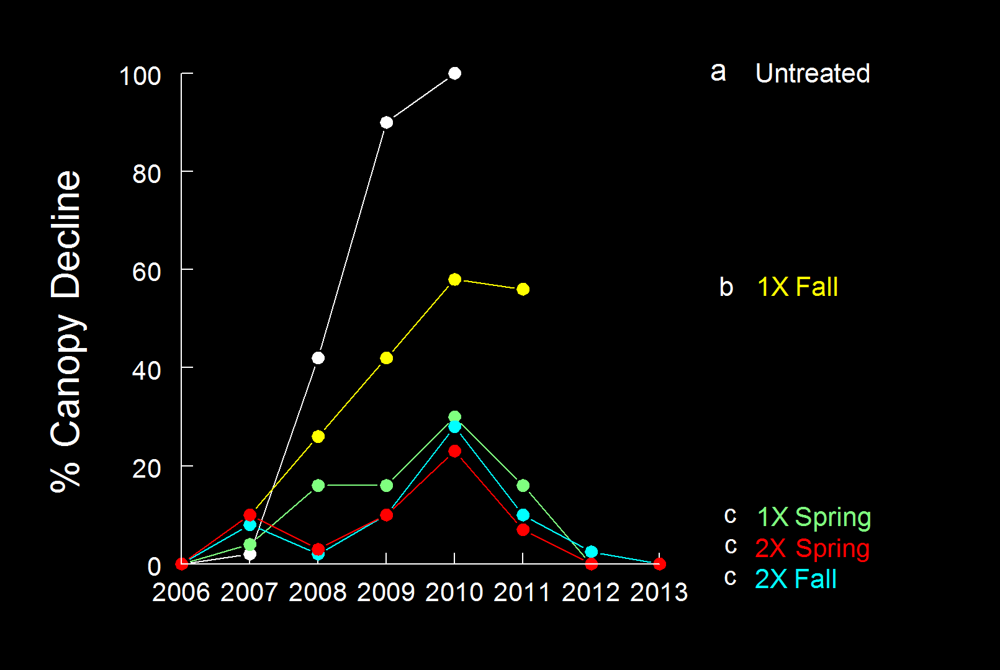 % Canopy Decline
100
80
60
40
20
0
2006 2007 2008 2009 2010 2011 2012 2013
a Untreated
b 1X Fall
c 1X Spring
c 2X Spring
c 2X Fall